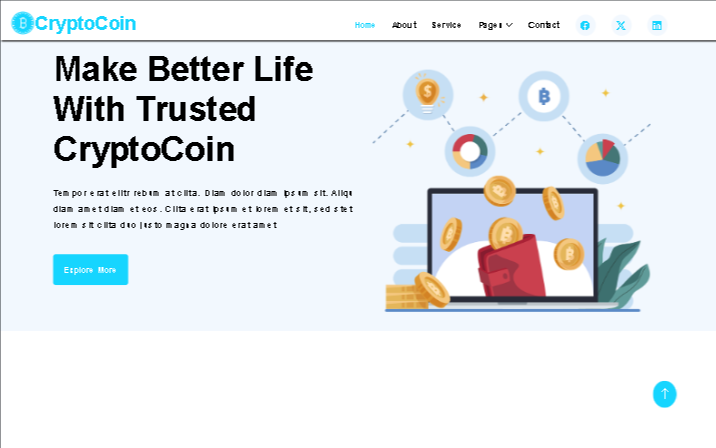 CryptoCoin
Home About Service Pages Contact
Make Better Life
With Trusted
CryptoCoin
Tempor erat elitr rebum at clita. Diam dolor diam ipsum sit. Aliqu
diam amet diam et eos. Clita erat ipsum et lorem et sit, sed stet
lorem sit clita duo justo magna dolore erat amet
Explore More